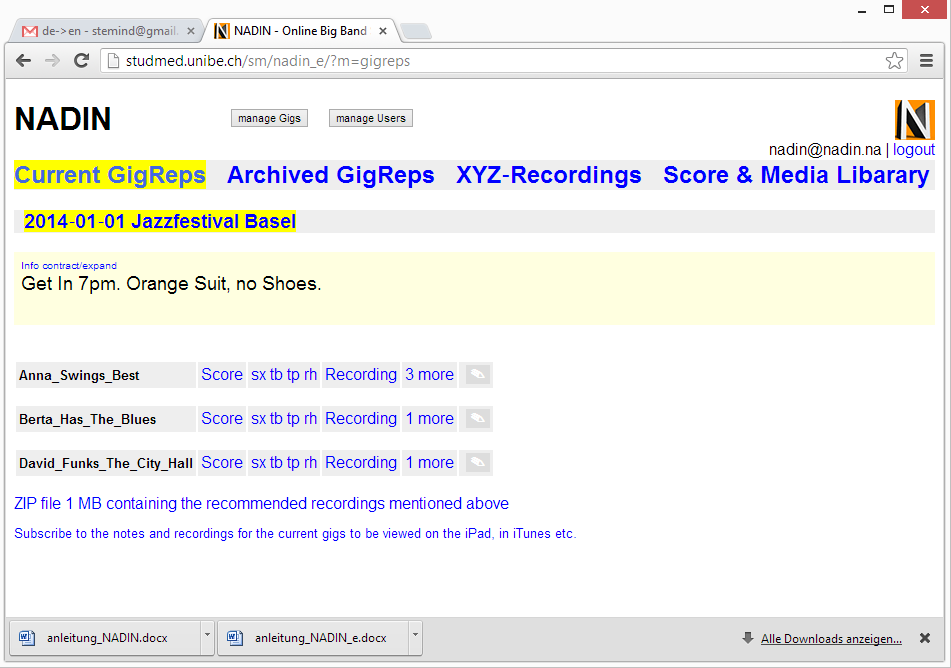 de->en - stemind@gmail.
NADIN - Online Big Band
studmed.unibe.ch/sm/nadin_e/?m=gigreps
NADIN
manage Gigs manage Users
N
nadin@nadin.na | logout
Current GigReps Archived GigReps XYZ-Recordings Score & Media Libarary
2014-01-01 Jazzfestival Basel
Info contract/expand
Get In 7pm. Orange Suit, no Shoes.
Anna_Swings_Best Score sx tb tp rh Recording 3 more
Berta_Has_The_Blues Score sx tb tp rh Recording 1 more
David_Funks_The_City_Hall Score sx tb tp rh Recording 1 more
ZIP file 1 MB containing the recommended recordings mentioned above
Subscribe to the notes and recordings for the current gigs to be viewed on the iPad, in iTunes etc.
anleitung_NADIN.docx anleitung_NADIN_e.docx Alle Downloads anzeigen...